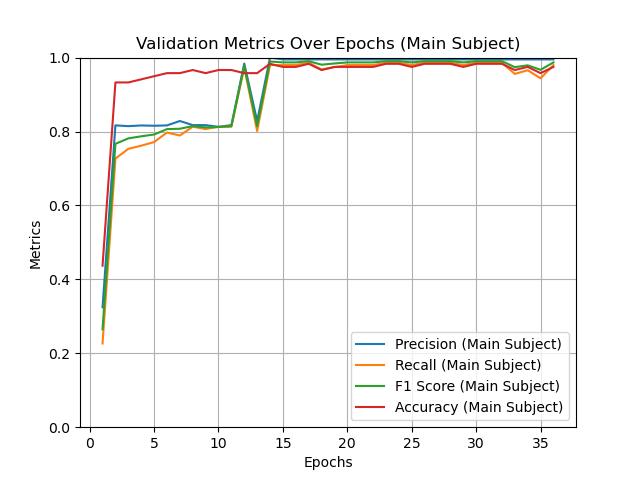 Validation Metrics Over Epochs (Main Subject)
1.0
0.8
0.6
0.4
0.2
0.0
Metrics
0
5
10
15
20
25
30
35
Epochs
Precision (Main Subject)
Recall (Main Subject)
F1 Score (Main Subject)
Accuracy (Main Subject)